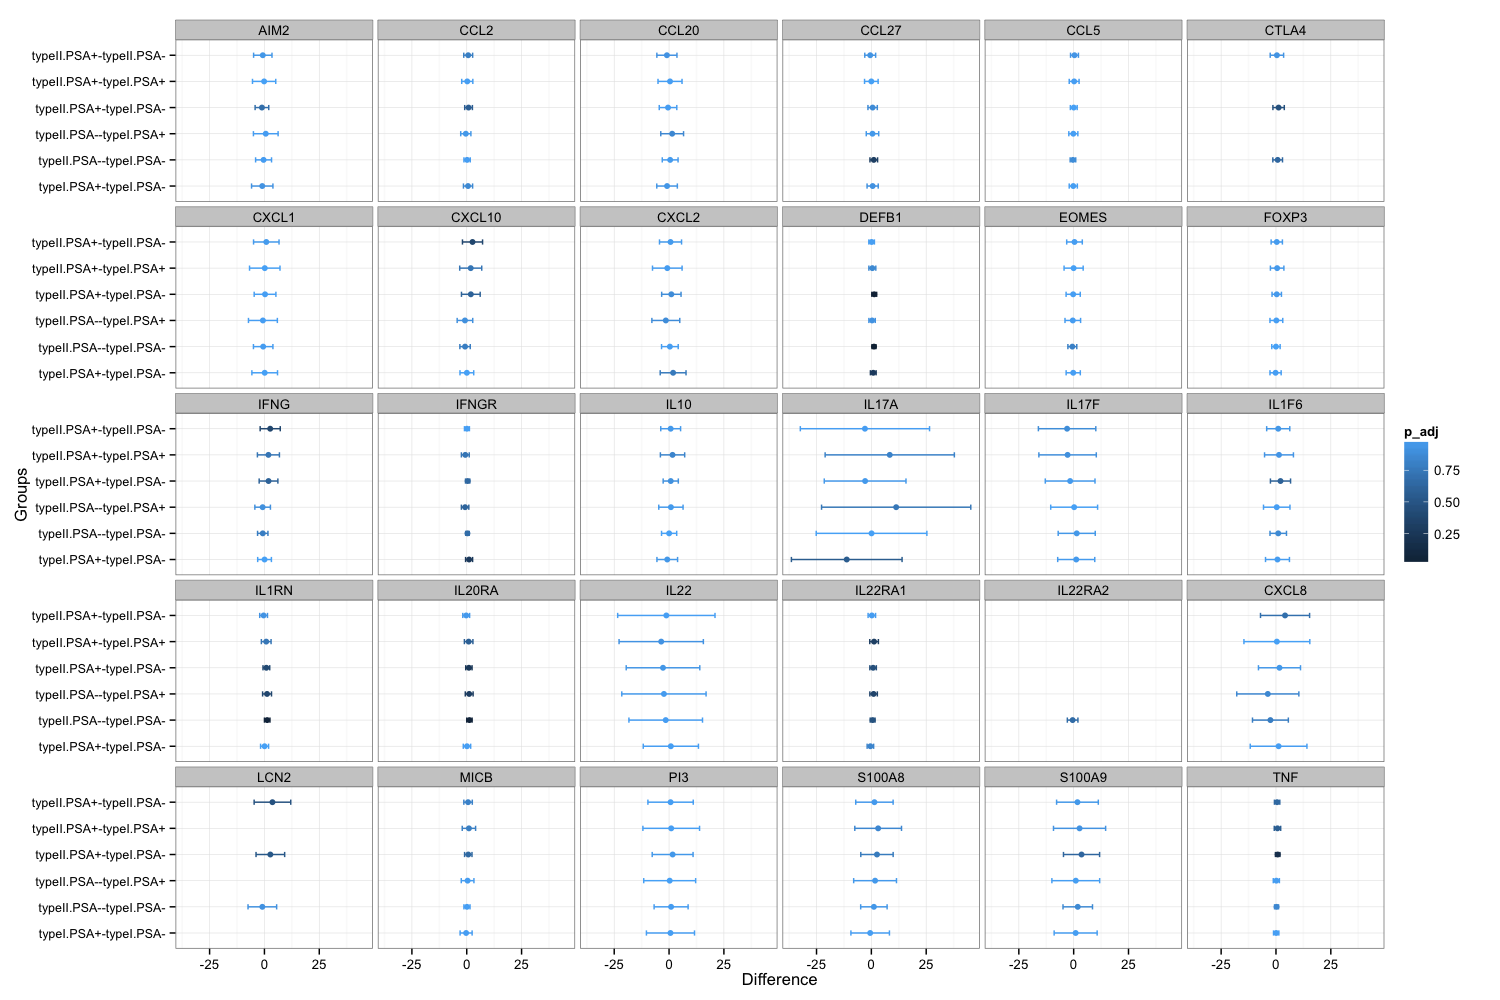 AIM2 CCL2 CCL20 CCL27 CCL5 CTLA4
typeII.PSA+-typeII.PSA-
typeII.PSA+-typeI.PSA+
typeII.PSA+-typeI.PSA-
typeII.PSA--typeI.PSA+
typeII.PSA--typeI.PSA-
typeI.PSA+-typeI.PSA-
CXCL1 CXCL10 CXCL2 DEFB1 EOMES FOXP3
typeII.PSA+-typeII.PSA-
typeII.PSA+-typeI.PSA+
typeII.PSA+-typeI.PSA-
typeII.PSA--typeI.PSA+
typeII.PSA--typeI.PSA-
typeI.PSA+-typeI.PSA-
IFNG IFNGR IL10 IL17A IL17F IL1F6
typeII.PSA+-typeII.PSA-
typeII.PSA+-typeI.PSA+
typeII.PSA+-typeI.PSA-
typeII.PSA--typeI.PSA+
typeII.PSA--typeI.PSA-
typeI.PSA+-typeI.PSA-
IL1RN IL20RA IL22 IL22RA1 IL22RA2 CXCL8
typeII.PSA+-typeII.PSA-
typeII.PSA+-typeI.PSA+
typeII.PSA+-typeI.PSA-
typeII.PSA--typeI.PSA+
typeII.PSA--typeI.PSA-
typeI.PSA+-typeI.PSA-
LCN2 MICB PI3 S100A8 S100A9 TNF
typeII.PSA+-typeII.PSA-
typeII.PSA+-typeI.PSA+
typeII.PSA+-typeI.PSA-
typeII.PSA--typeI.PSA+
typeII.PSA--typeI.PSA-
typeI.PSA+-typeI.PSA-
-25 0 25 -25 0 25 -25 0 25 -25 0 25 -25 0 25 -25 0 25
Difference
Groups
p_adj
0.75
0.50
0.25